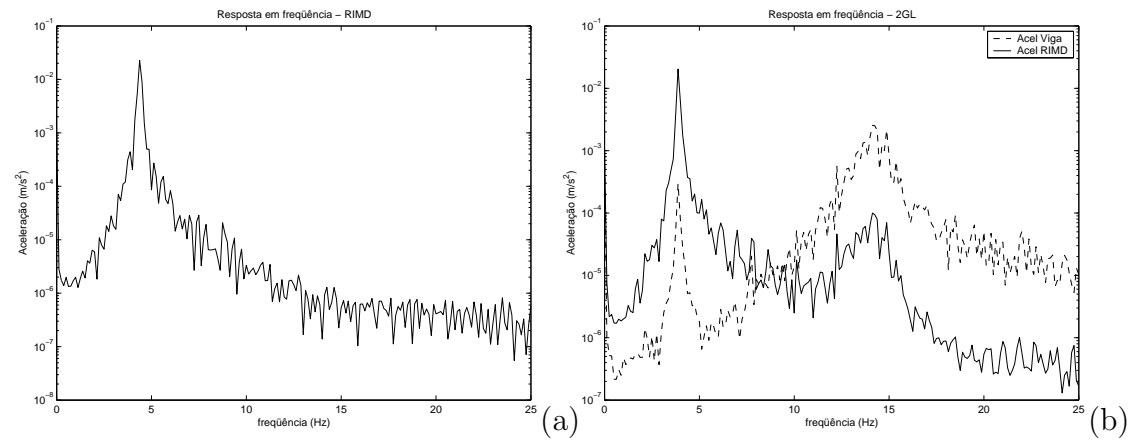 Resposta em freqüência – RIMD
10⁻¹
10⁻²
10⁻³
10⁻⁴
10⁻⁵
10⁻⁶
10⁻⁷
10⁻⁸
Aceleração (m/s²)
0 5 10 15 20 25
freqüência (Hz)
(a)
Resposta em freqüência – 2GL
Acel Viga
Acel RIMD
10⁻¹
10⁻²
10⁻³
10⁻⁴
10⁻⁵
10⁻⁶
10⁻⁷
Aceleração (m/s²)
0 5 10 15 20 25
freqüência (Hz)
(b)